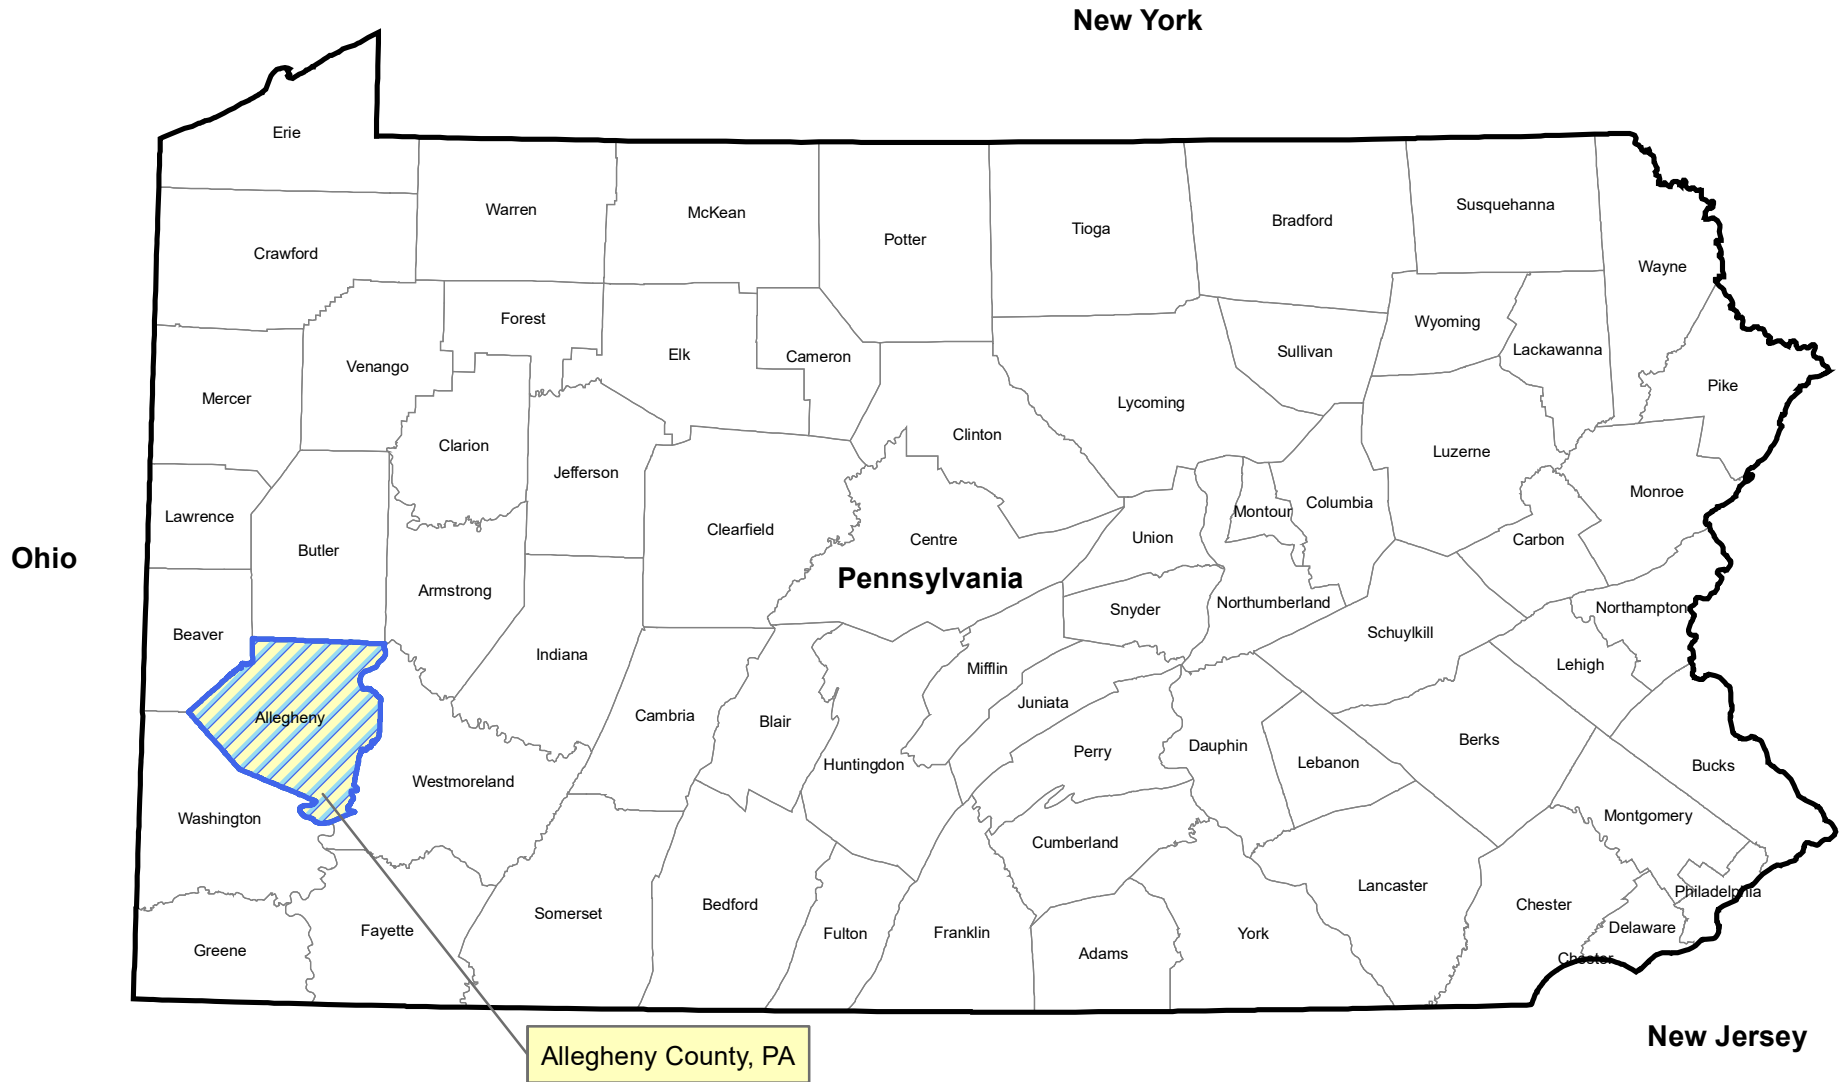 New York
Erie
Warren
McKean
Potter
Tioga
Bradford
Susquehanna
Wayne
Crawford
Forest
Venango
Elk
Cameron
Sullivan
Wyoming
Lackawanna
Pike
Mercer
Clarion
Jefferson
Clinton
Lycoming
Luzerne
Monroe
Lawrence
Butler
Clearfield
Centre
Union
Montour
Columbia
Carbon
Ohio
Pennsylvania
Armstrong
Snyder
Northumberland
Schuylkill
Northampton
Beaver
Indiana
Mifflin
Lehigh
Allegheny
Cambria
Blair
Juniata
Huntingdon
Perry
Dauphin
Lebanon
Berks
Bucks
Westmoreland
Washington
Cumberland
Montgomery
Lancaster
Philadelphia
Somerset
Bedford
Chester
Fayette
Fulton
Franklin
York
Delaware
Greene
Adams
Chester
New Jersey
Allegheny County, PA